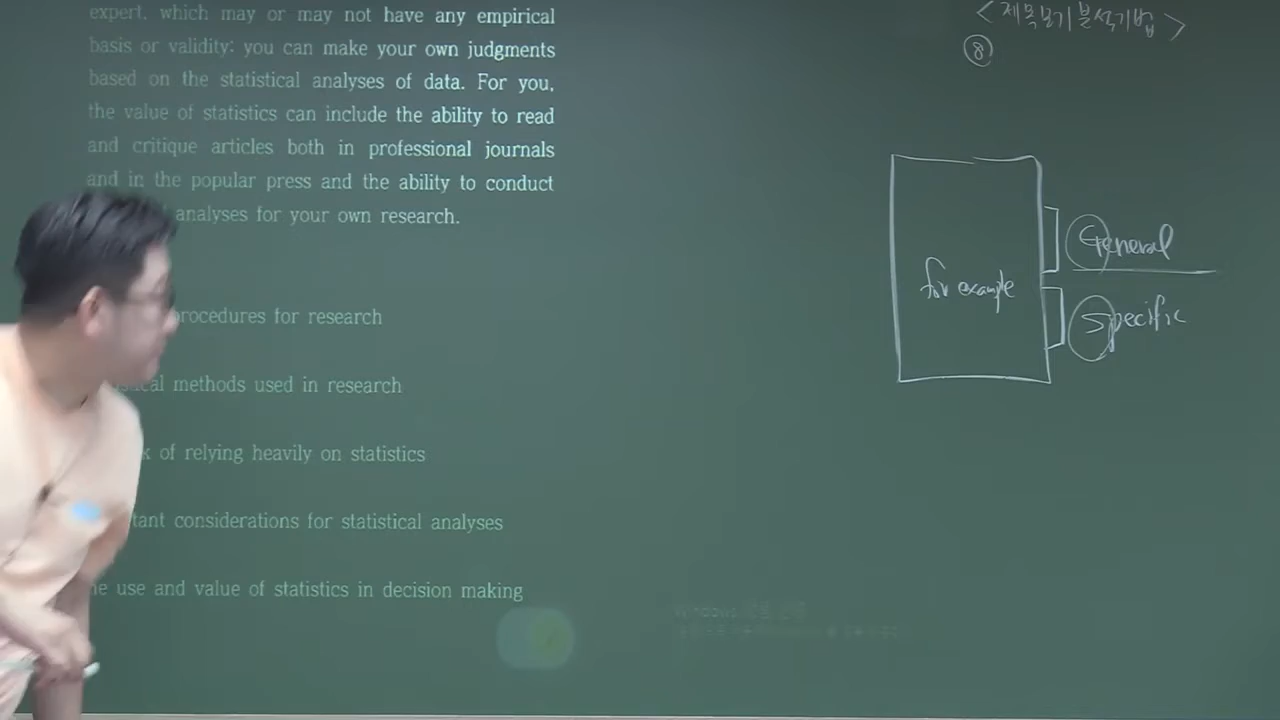 expert, which may or may not have any empirical
basis or validity: you can make your own judgments
based on the statistical analyses of data. For you,
the value of statistics can include the ability to read
and critique articles both in professional journals
and in the popular press and the ability to conduct
analyses for your own research.
procedures for research
methods used in research
of relying heavily on statistics
considerations for statistical analyses
use and value of statistics in decision making
<제목보기분석기법>
⑧
for example
General
Specific
Windows